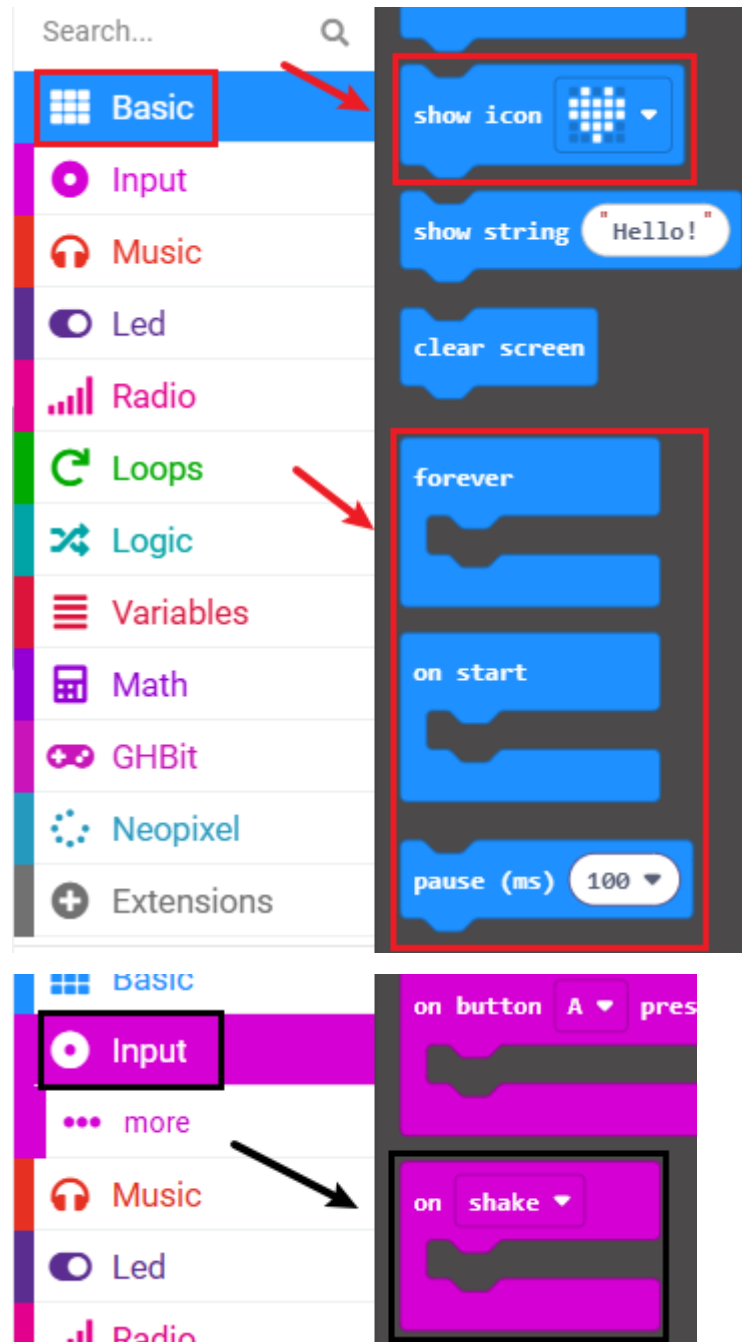 Search...
Basic
Input
Music
Led
Radio
Loops
Logic
Variables
Math
GHBit
Neopixel
Extensions
show icon
show string "Hello!"
clear screen
forever
on start
pause (ms) 100
Basic
Input
more
Music
Led
Radio
on button A pres
on shake